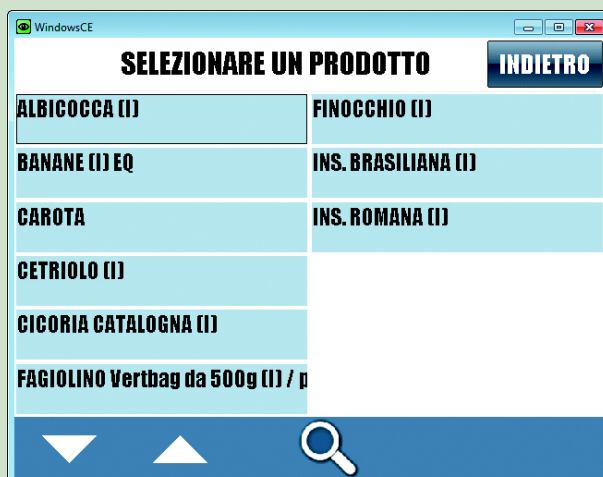 WindowsCE
SELEZIONARE UN PRODOTTO
INDIETRO
ALBICOCCA (I)
BANANE (I) EQ
CAROTA
CETRIOLO (I)
CICORIA CATALOGNA (I)
FAGIOLINO Vertbag da 500g (I) / p
FINOCCHIO (I)
INS. BRASILIANA (I)
INS. ROMANA (I)